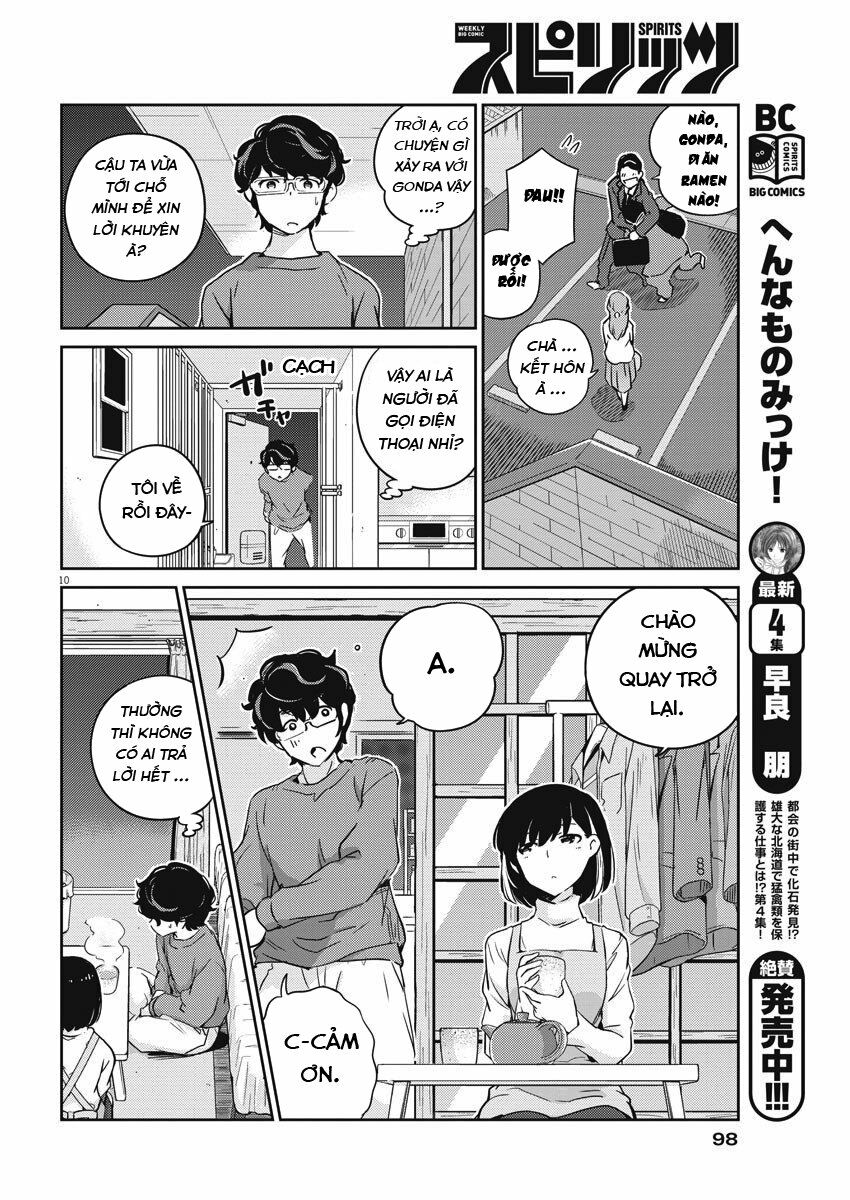 WEEKLY
BIG COMIC
スピリッツ
SPIRITS
NÀO,
GONDA,
ĐI ĂN
RAMEN
NÀO!
ĐAU!!
ĐƯỢC
RỒI!
CHÀ ...
KẾT HÔN
À ...
TRỜI Ạ, CÓ
CHUYỆN GÌ
XẢY RA VỚI
GONDA VẬY
...?
CẬU TA VỪA
TỚI CHỖ
MÌNH ĐỂ XIN
LỜI KHUYÊN
À?
VẬY AI LÀ
NGƯỜI ĐÃ
GỌI ĐIỆN
THOẠI NHỈ?
CẠCH
ガチャ
TÔI VỀ
RỒI ĐÂY-
10
CHÀO
MỪNG
QUAY TRỞ
LẠI.
A.
C-CẢM
ƠN.
THƯỜNG
THÌ KHÔNG
CÓ AI TRẢ
LỜI HẾT ...
BC
SPIRITS
COMICS
BIG COMICS
へんなものみっけ!
最新
4集
早良 朋
都会の街中で化石発見!?
雄大な北海道で猛禽類を保
護する仕事とは!?第4集!
絶賛
発売中!!!
98